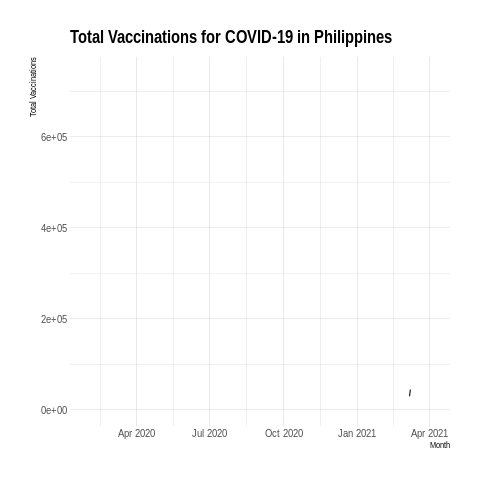 Total Vaccinations for COVID-19 in Philippines
Total Vaccinations
6e+05
4e+05
2e+05
0e+00
Apr 2020 Jul 2020 Oct 2020 Jan 2021 Apr 2021
Month